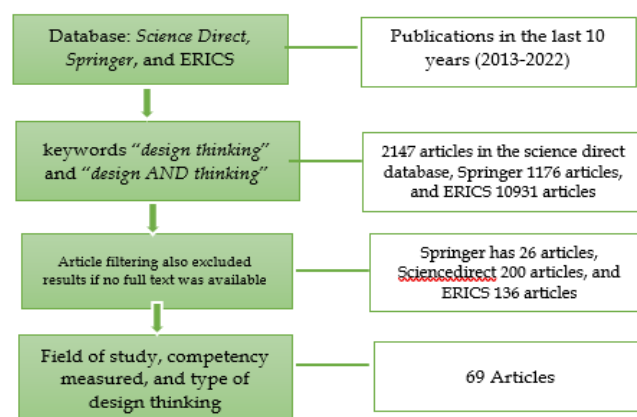 Database: Science Direct,
Springer, and ERICS
Publications in the last 10
years (2013-2022)
keywords “design thinking”
and “design AND thinking”
2147 articles in the science direct
database, Springer 1176 articles,
and ERICS 10931 articles
Article filtering also excluded
results if no full text was available
Springer has 26 articles,
Sciencedirect 200 articles, and
ERICS 136 articles
Field of study, competency
measured, and type of
design thinking
69 Articles